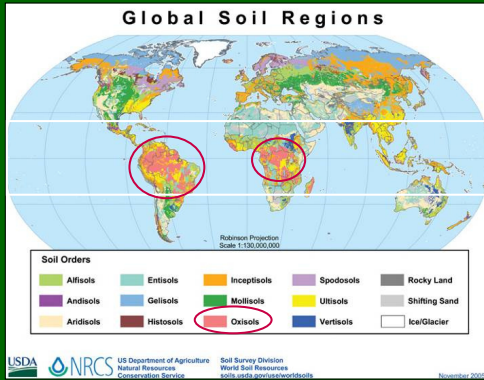 Global Soil Regions
Robinson Projection
Scale 1:130,000,000
Soil Orders
Alfisols Entisols Inceptisols Spodosols Rocky Land
Andisols Gelisols Mollisols Ultisols Shifting Sand
Aridisols Histosols Oxisols Vertisols Ice/Glacier
USDA NRCS
US Department of Agriculture
Natural Resources
Conservation Service
Soil Survey Division
World Soil Resources
soils.usda.gov/use/worldsoils
November 2005